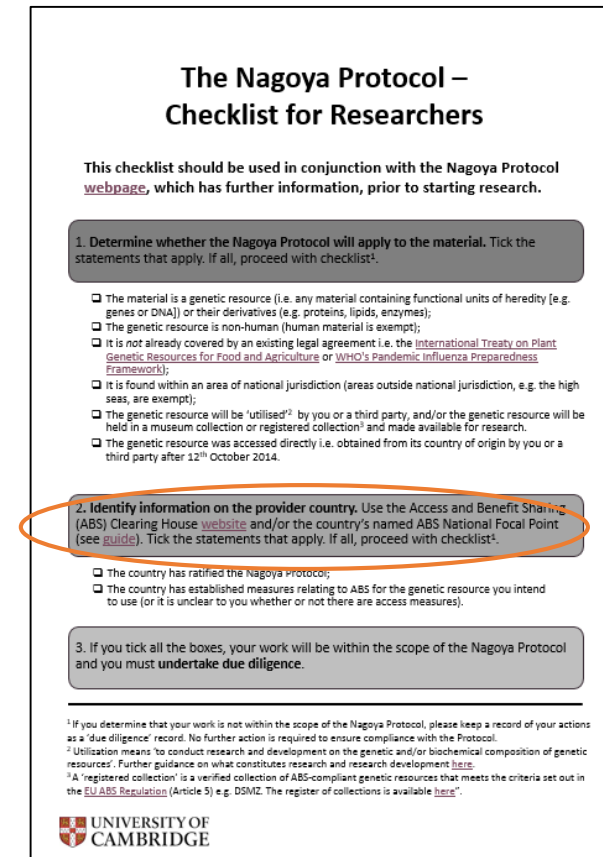 The Nagoya Protocol –
Checklist for Researchers
This checklist should be used in conjunction with the Nagoya Protocol
webpage, which has further information, prior to starting research.
1. Determine whether the Nagoya Protocol will apply to the material. Tick the
statements that apply. If all, proceed with checklist¹.
❑ The material is a genetic resource (i.e. any material containing functional units of heredity [e.g.
genes or DNA]) or their derivatives (e.g. proteins, lipids, enzymes);
❑ The genetic resource is non-human (human material is exempt);
❑ It is not already covered by an existing legal agreement i.e. the International Treaty on Plant
Genetic Resources for Food and Agriculture or WHO's Pandemic Influenza Preparedness
Framework);
❑ It is found within an area of national jurisdiction (areas outside national jurisdiction, e.g. the high
seas, are exempt);
❑ The genetic resource will be 'utilised'² by you or a third party, and/or the genetic resource will be
held in a museum collection or registered collection³ and made available for research.
❑ The genetic resource was accessed directly i.e. obtained from its country of origin by you or a
third party after 12th October 2014.
2. Identify information on the provider country. Use the Access and Benefit Sharing
(ABS) Clearing House website and/or the country's named ABS National Focal Point
(see guide). Tick the statements that apply. If all, proceed with checklist¹.
❑ The country has ratified the Nagoya Protocol;
❑ The country has established measures relating to ABS for the genetic resource you intend
to use (or it is unclear to you whether or not there are access measures).
3. If you tick all the boxes, your work will be within the scope of the Nagoya Protocol
and you must undertake due diligence.
¹ If you determine that your work is not within the scope of the Nagoya Protocol, please keep a record of your actions
as a 'due diligence' record. No further action is required to ensure compliance with the Protocol.
² Utilization means 'to conduct research and development on the genetic and/or biochemical composition of genetic
resources'. Further guidance on what constitutes research and research development here.
³ A 'registered collection' is a verified collection of ABS-compliant genetic resources that meets the criteria set out in
the EU ABS Regulation (Article 5) e.g. DSMZ. The register of collections is available here".
UNIVERSITY OF
CAMBRIDGE